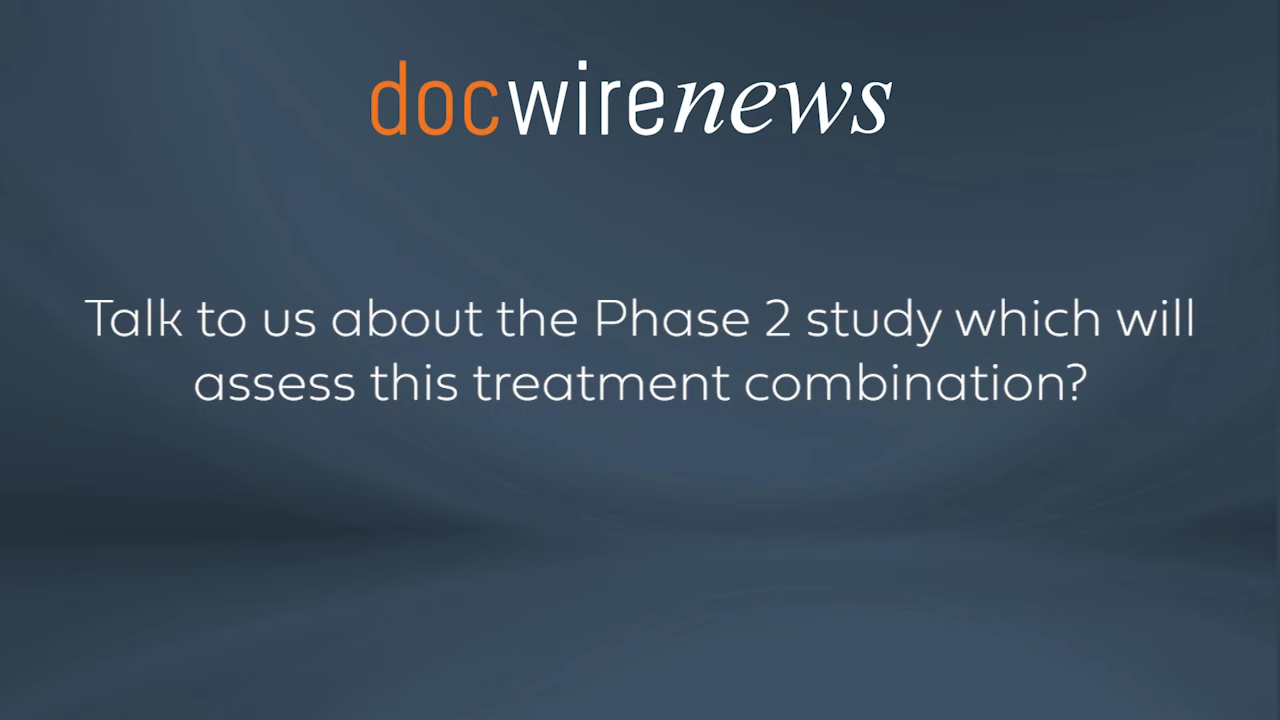 docwirenews
Talk to us about the Phase 2 study which will
assess this treatment combination?